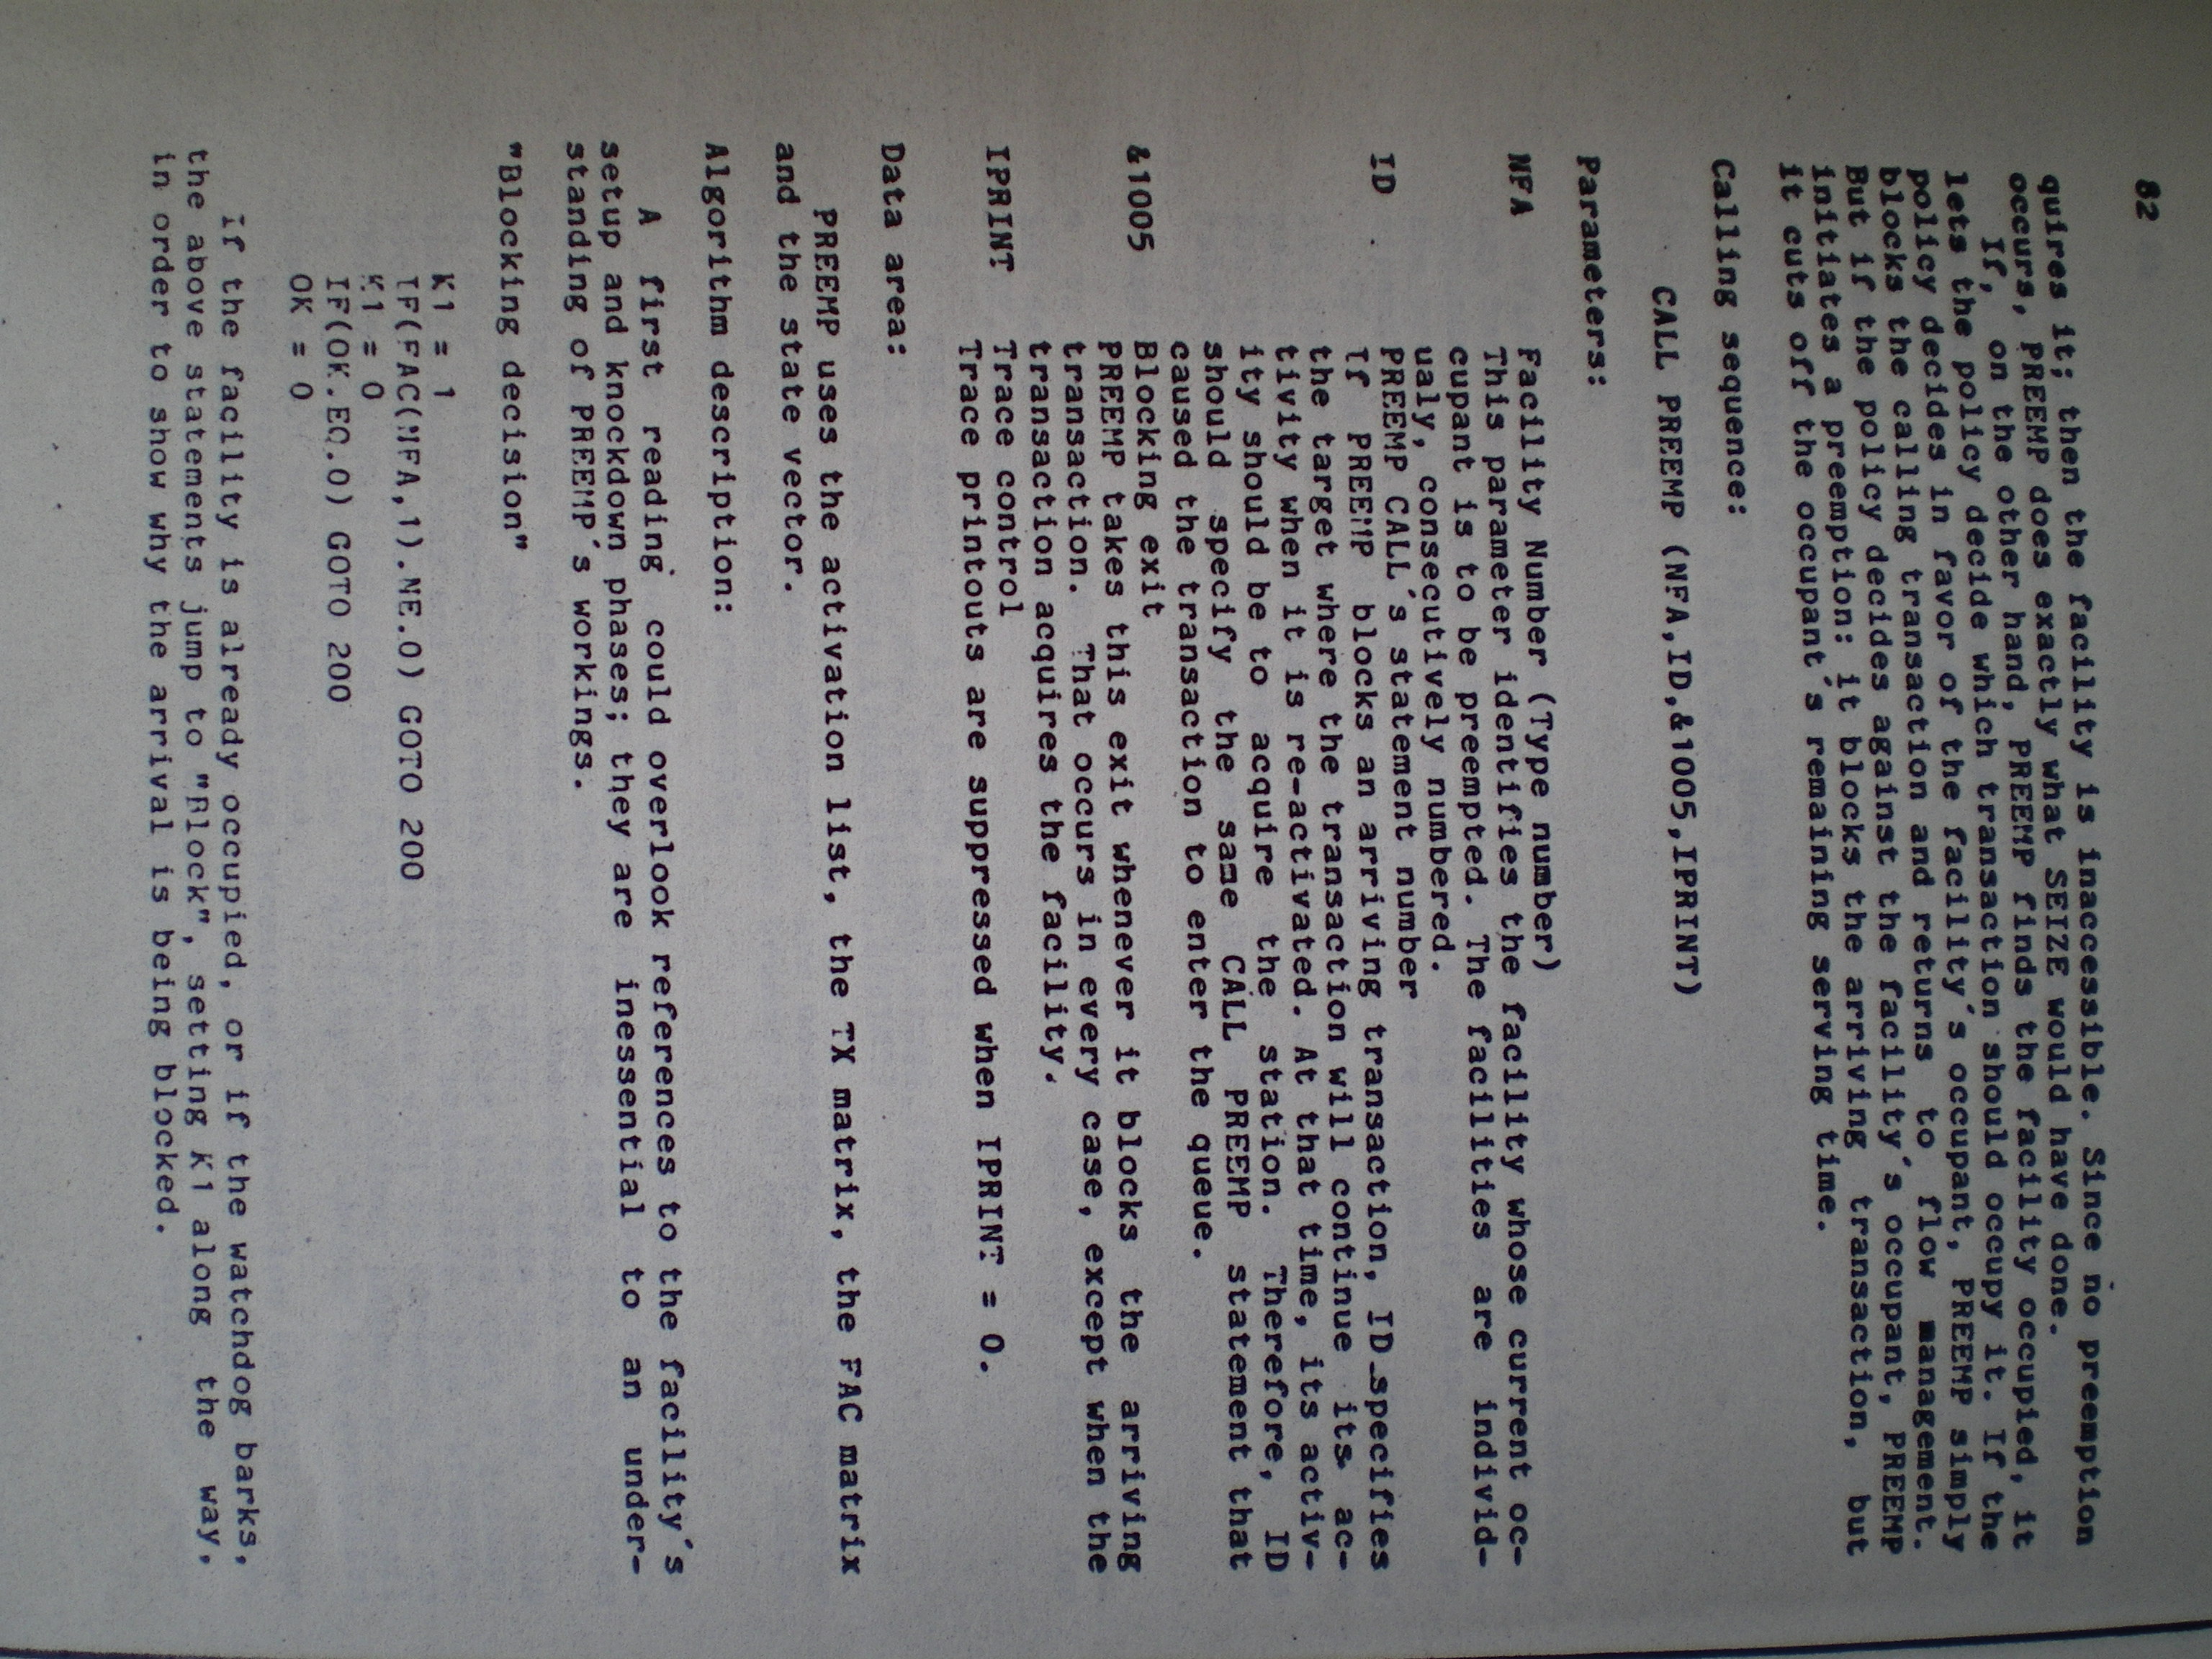 82
quires it; then the facility is inaccessible. Since no preemption
occurs, PREEMP does exactly what SEIZE would have done.
If, on the other hand, PREEMP finds the facility occupied, it
lets the policy decide which transaction should occupy it. If the
policy decides in favor of the facility's occupant, PREEMP simply
blocks the calling transaction and returns to flow management.
But if the policy decides against the facility's occupant, PREEMP
initiates a preemption: it blocks the arriving transaction, but
it cuts off the occupant's remaining serving time.
Calling sequence:
CALL PREEMP (NFA,ID,&1005,IPRINT)
Parameters:
NFA Facility Number (Type number)
This parameter identifies the facility whose current oc-
cupant is to be preempted. The facilities are individ-
ualy, consecutively numbered.
ID PREEMP CALL's statement number
If PREEMP blocks an arriving transaction, ID specifies
the target where the transaction will continue its ac-
tivity when it is re-activated. At that time, its activ-
ity should be to acquire the station. Therefore, ID
should specify the same CALL PREEMP statement that
caused the transaction to enter the queue.
&1005 Blocking exit
PREEMP takes this exit whenever it blocks the arriving
transaction. That occurs in every case, except when the
transaction acquires the facility.
IPRINT Trace control
Trace printouts are suppressed when IPRINT = 0.
Data area:
PREEMP uses the activation list, the TX matrix, the FAC matrix
and the state vector.
Algorithm description:
A first reading could overlook references to the facility's
setup and knockdown phases; they are inessential to an under-
standing of PREEMP's workings.
"Blocking decision"
K1 = 1
IF(FAC(NFA,1).NE.0) GOTO 200
K1 = 0
IF(OK.EQ.0) GOTO 200
OK = 0
If the facility is already occupied, or if the watchdog barks,
the above statements jump to "Block", setting K1 along the way,
in order to show why the arrival is being blocked.